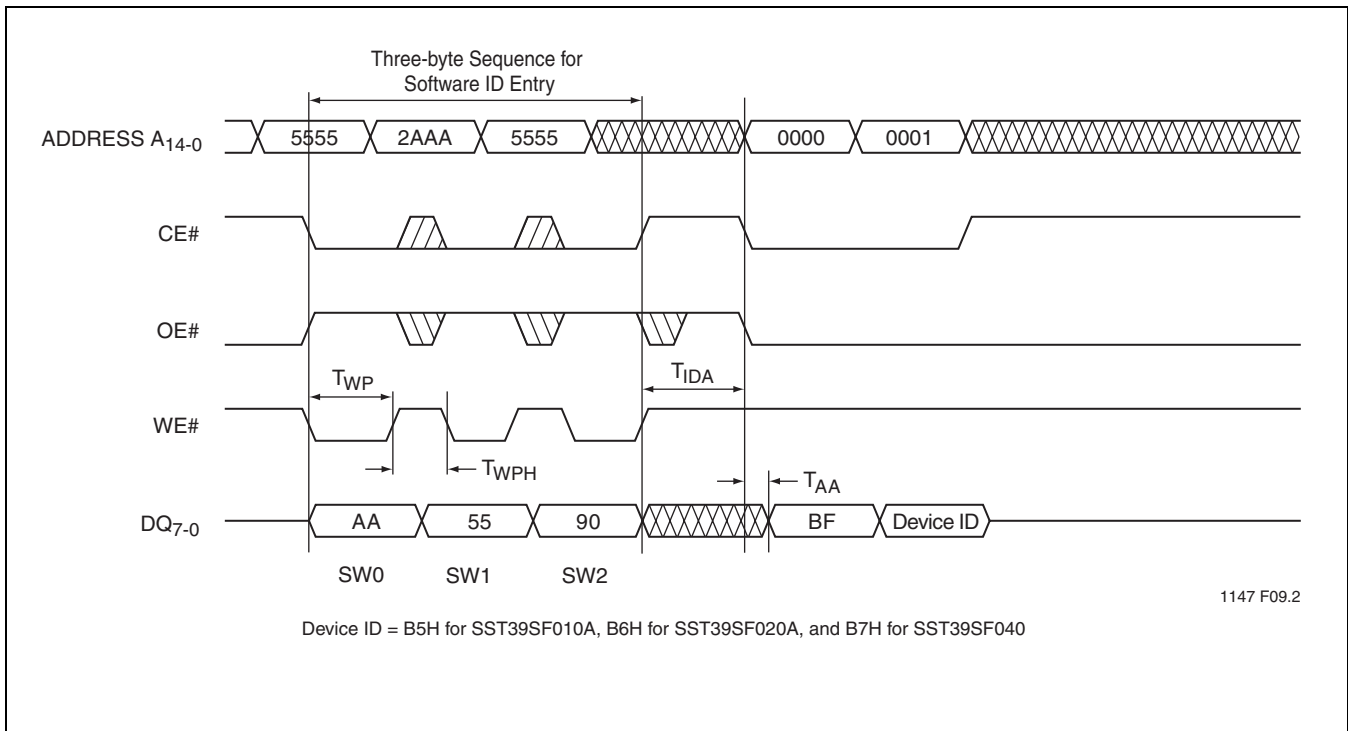 Three-byte Sequence for
Software ID Entry
ADDRESS A14-0 5555 2AAA 5555 0000 0001
CE#
OE#
TWP TIDA
WE#
TWPH TAA
DQ7-0 AA 55 90 BF Device ID
SW0 SW1 SW2
1147 F09.2
Device ID = B5H for SST39SF010A, B6H for SST39SF020A, and B7H for SST39SF040